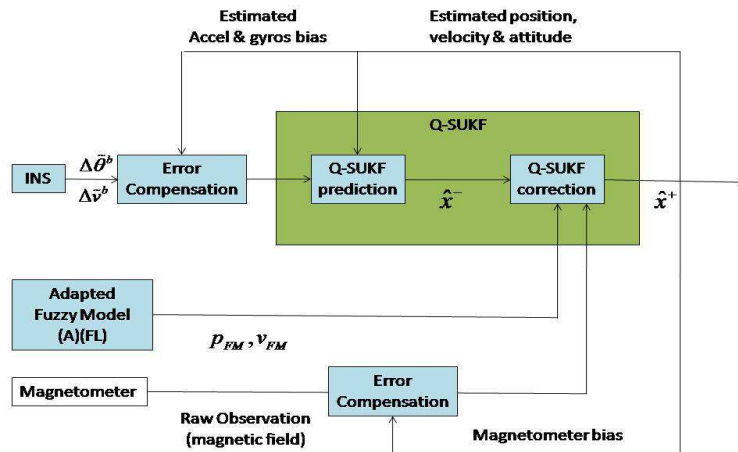 Estimated
Accel & gyros bias
Estimated position,
velocity & attitude
Q-SUKF
INS
Δθ̃ᵇ
Δṽᵇ
Error
Compensation
Q-SUKF
prediction
x̂⁻
Q-SUKF
correction
x̂⁺
Adapted
Fuzzy Model
(A)(FL)
p_FM, v_FM
Magnetometer
Error
Compensation
Raw Observation
(magnetic field)
Magnetometer bias